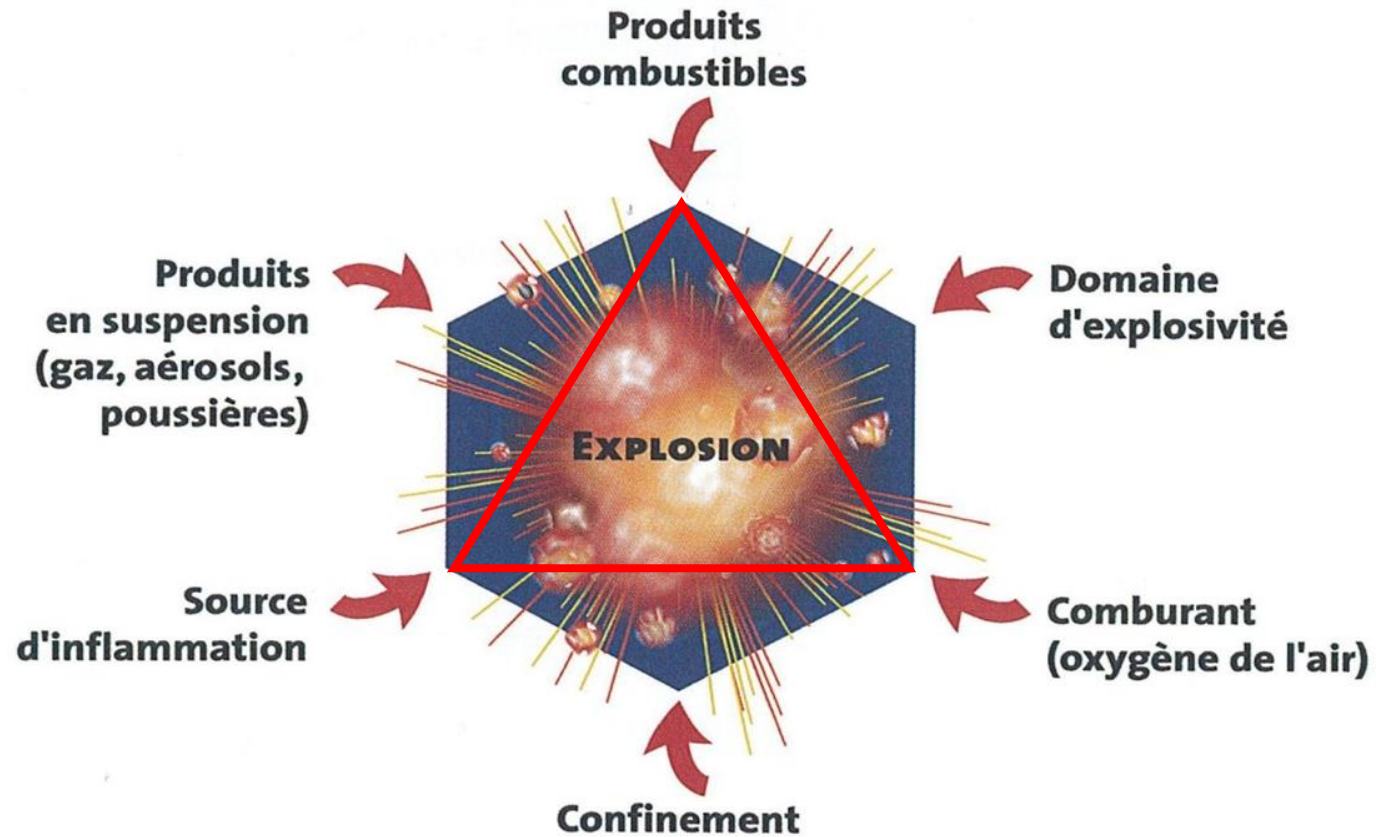 Produits
combustibles
Produits
en suspension
(gaz, aérosols,
poussières)
Domaine
d'explosivité
EXPLOSION
Source
d'inflammation
Comburant
(oxygène de l'air)
Confinement